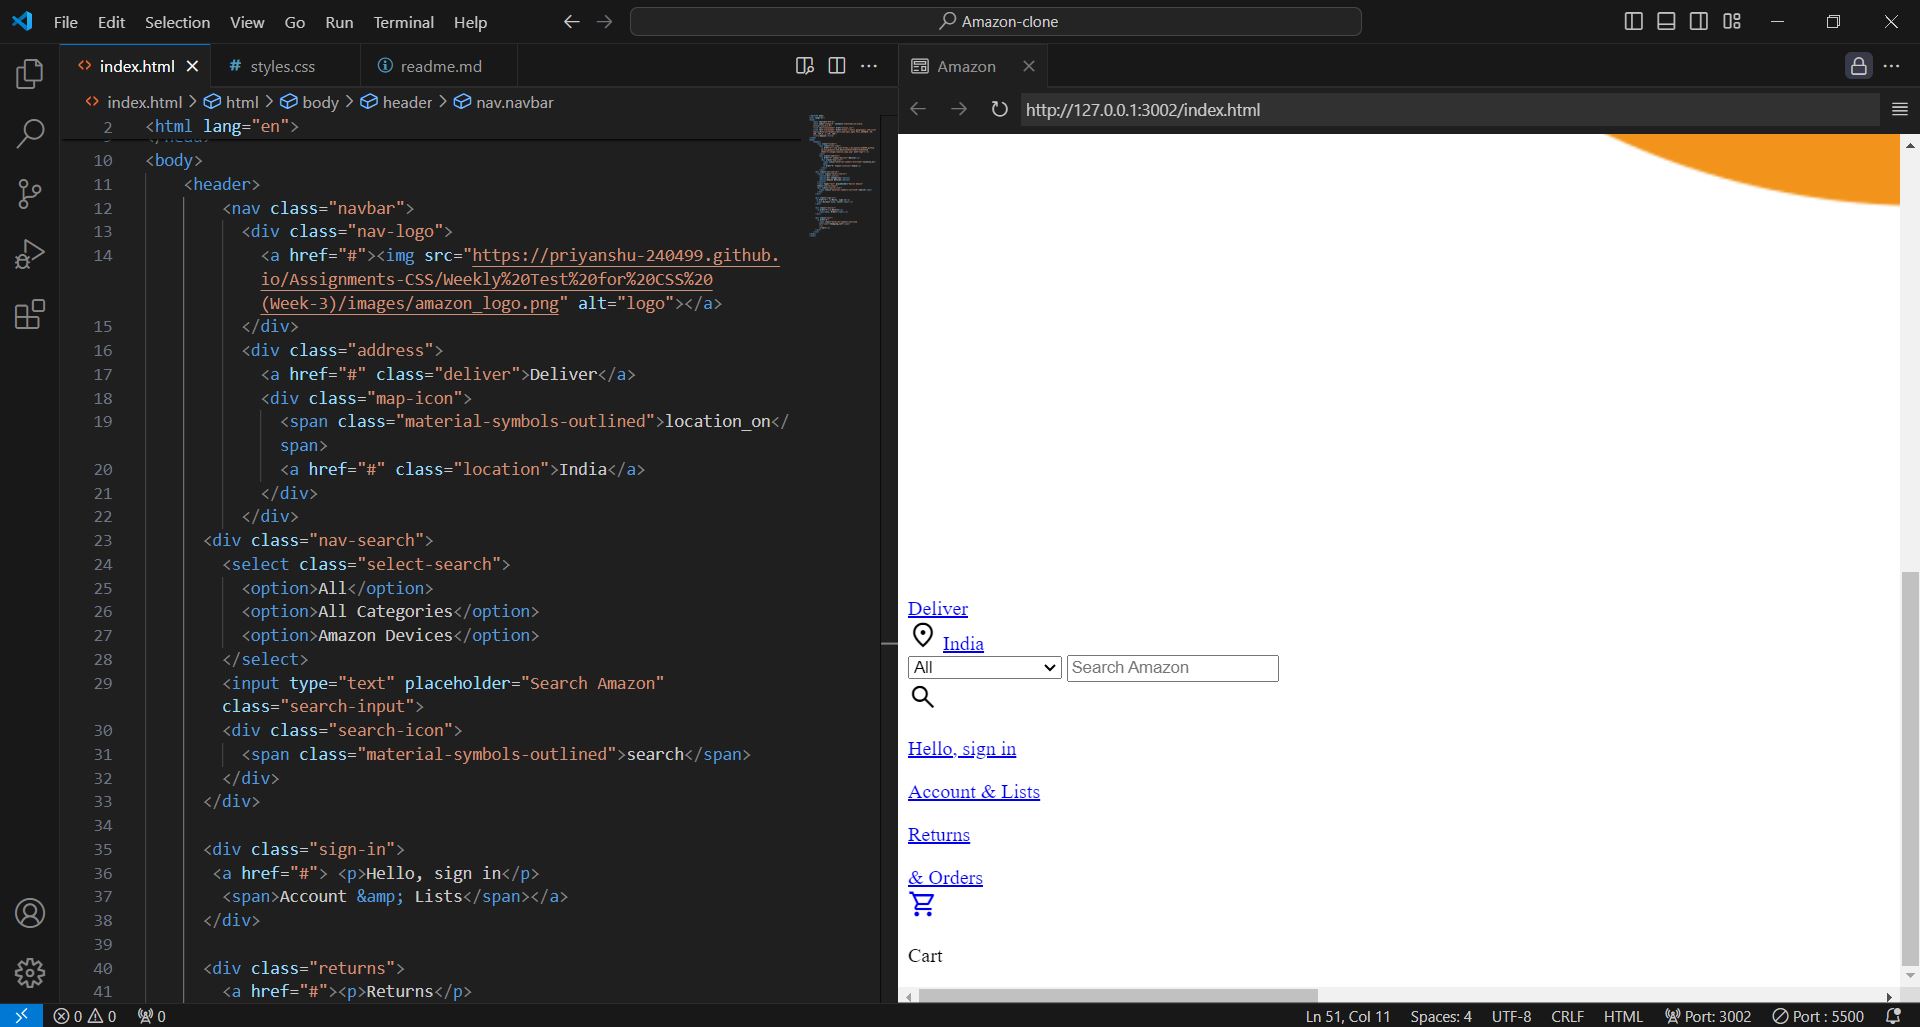 File Edit Selection View Go Run Terminal Help
Amazon-clone
index.html
styles.css
readme.md
Amazon
index.html > html > body > header > nav.navbar
http://127.0.0.1:3002/index.html
2 <html lang="en">
10 <body>
11 <header>
12 <nav class="navbar">
13 <div class="nav-logo">
14 <a href="#"><img src="https://priyanshu-240499.github.
io/Assignments-CSS/Weekly%20Test%20for%20CSS%20
(Week-3)/images/amazon_logo.png" alt="logo"></a>
15 </div>
16 <div class="address">
17 <a href="#" class="deliver">Deliver</a>
18 <div class="map-icon">
19 <span class="material-symbols-outlined">location_on</
span>
20 <a href="#" class="location">India</a>
21 </div>
22 </div>
23 <div class="nav-search">
24 <select class="select-search">
25 <option>All</option>
26 <option>All Categories</option>
27 <option>Amazon Devices</option>
28 </select>
29 <input type="text" placeholder="Search Amazon"
class="search-input">
30 <div class="search-icon">
31 <span class="material-symbols-outlined">search</span>
32 </div>
33 </div>
34
35 <div class="sign-in">
36 <a href="#"> <p>Hello, sign in</p>
37 <span>Account &amp; Lists</span></a>
38 </div>
39
40 <div class="returns">
41 <a href="#"><p>Returns</p>
Deliver
India
All
Search Amazon
Hello, sign in
Account & Lists
Returns
& Orders
Cart
0 0 0
Ln 51, Col 11 Spaces: 4 UTF-8 CRLF HTML Port: 3002 Port : 5500